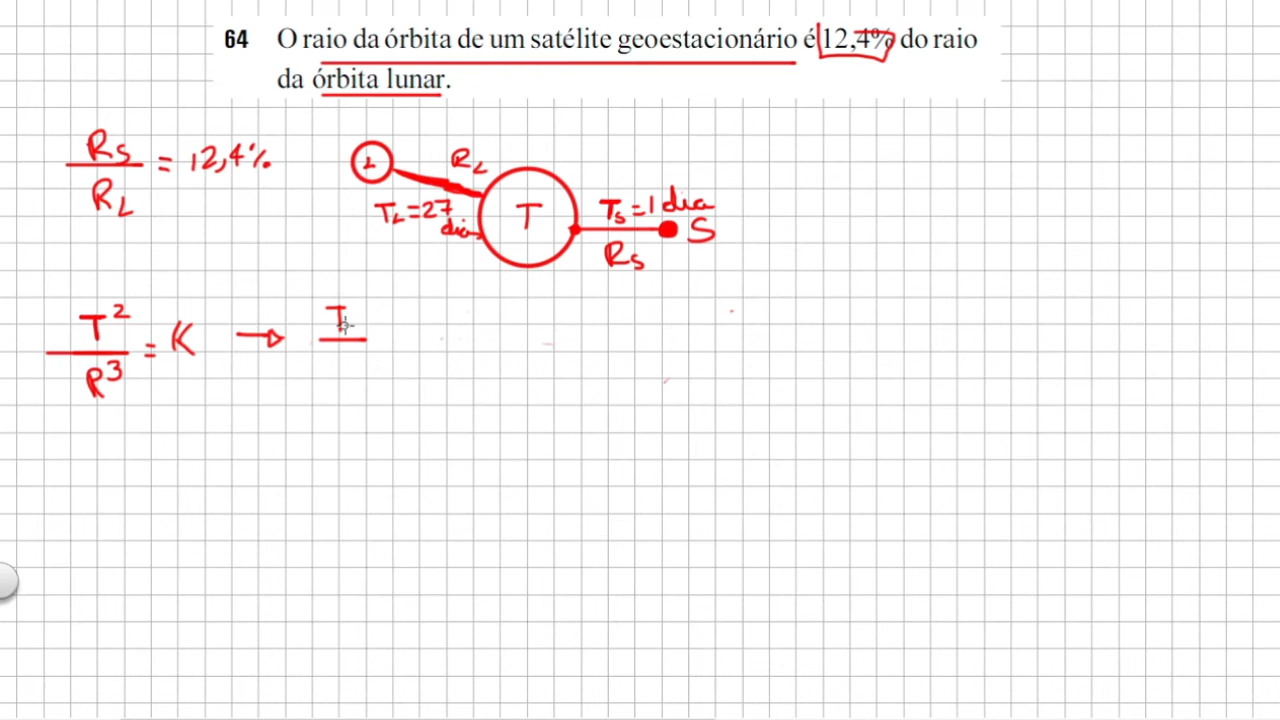 64 O raio da órbita de um satélite geoestacionário é 12,4% do raio
da órbita lunar.
Rs/RL = 12,4%
L RL
TL = 27 dias
T
Ts = 1 dia
S
Rs
T²/R³ = K → T